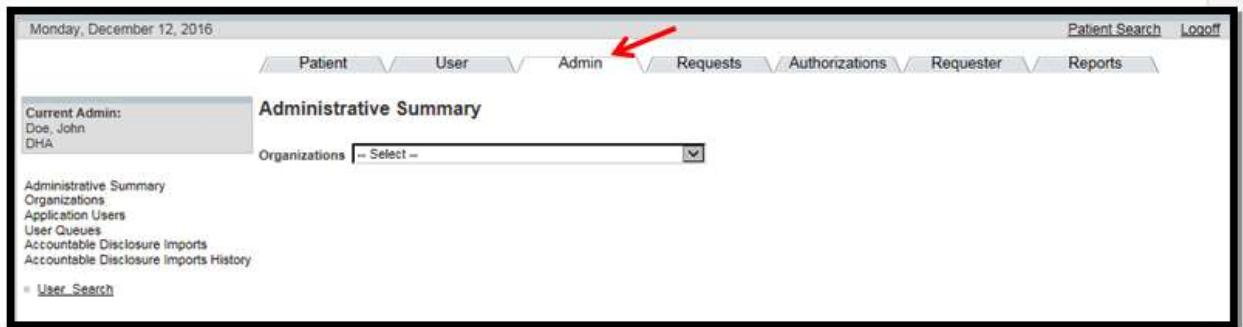 Monday, December 12, 2016
Patient Search Logoff
Patient User Admin Requests Authorizations Requester Reports
Current Admin:
Doe, John
DHA
Administrative Summary
Organizations -- Select --
Administrative Summary
Organizations
Application Users
User Queues
Accountable Disclosure Imports
Accountable Disclosure Imports History
User Search